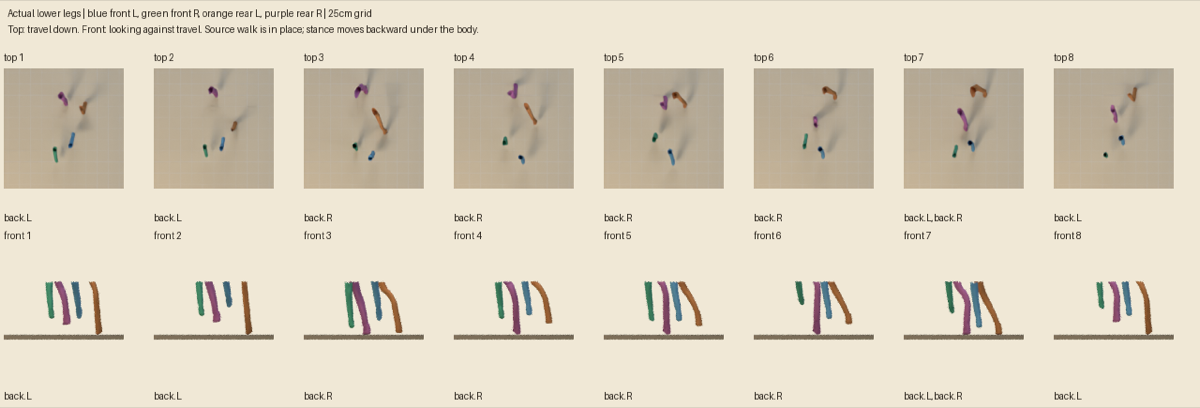 Actual lower legs | blue front L, green front R, orange rear L, purple rear R | 25cm grid
Top: travel down. Front: looking against travel. Source walk is in place; stance moves backward under the body.
top 1 top 2 top 3 top 4 top 5 top 6 top 7 top 8
back.L back.L back.R back.R back.R back.R back.L,back.R back.L
front 1 front 2 front 3 front 4 front 5 front 6 front 7 front 8
back.L back.L back.R back.R back.R back.R back.L,back.R back.L